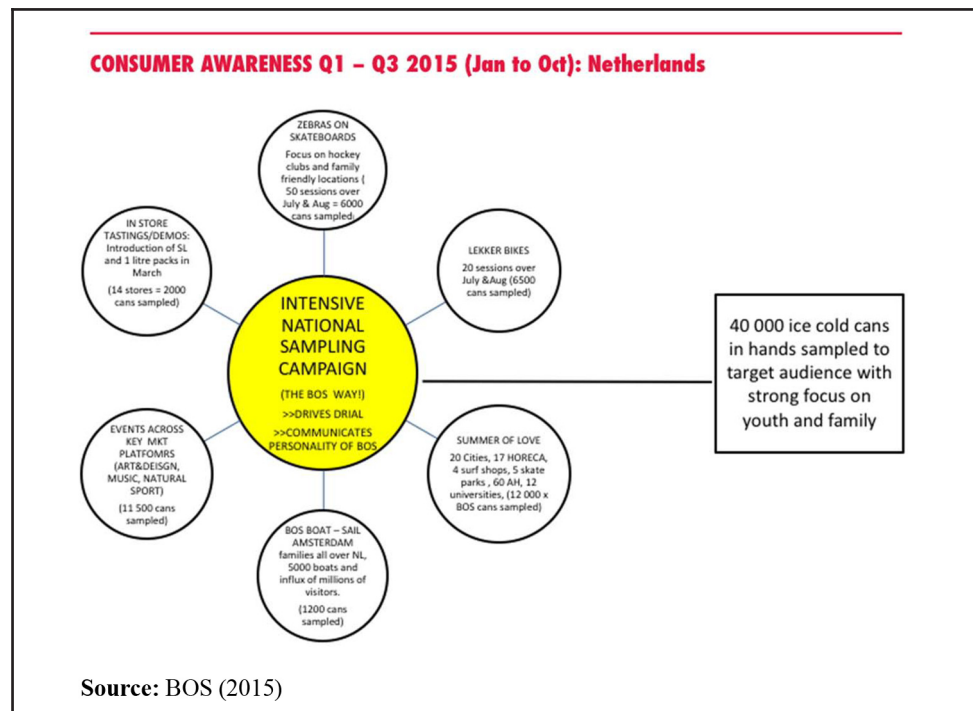 CONSUMER AWARENESS Q1 – Q3 2015 (Jan to Oct): Netherlands
ZEBRAS ON
SKATEBOARDS
Focus on hockey
clubs and family
friendly locations (
50 sessions over
July & Aug = 6000
cans sampled)
IN STORE
TASTINGS/DEMOS:
Introduction of SL
and 1 litre packs in
March
(14 stores = 2000
cans sampled)
LEKKER BIKES
20 sessions over
July &Aug (6500
cans sampled)
INTENSIVE
NATIONAL
SAMPLING
CAMPAIGN
(THE BOS WAY!)
>>DRIVES DRIAL
>>COMMUNICATES
PERSONALITY OF BOS
40 000 ice cold cans
in hands sampled to
target audience with
strong focus on
youth and family
EVENTS ACROSS
KEY MKT
PLATFOMRS
(ART&DEISGN,
MUSIC, NATURAL
SPORT)
(11 500 cans
sampled)
SUMMER OF LOVE
20 Cities, 17 HORECA,
4 surf shops, 5 skate
parks , 60 AH, 12
universities, (12 000 x
BOS cans sampled)
BOS BOAT – SAIL
AMSTERDAM
families all over NL,
5000 boats and
influx of millions of
visitors.
(1200 cans
sampled)
Source: BOS (2015)